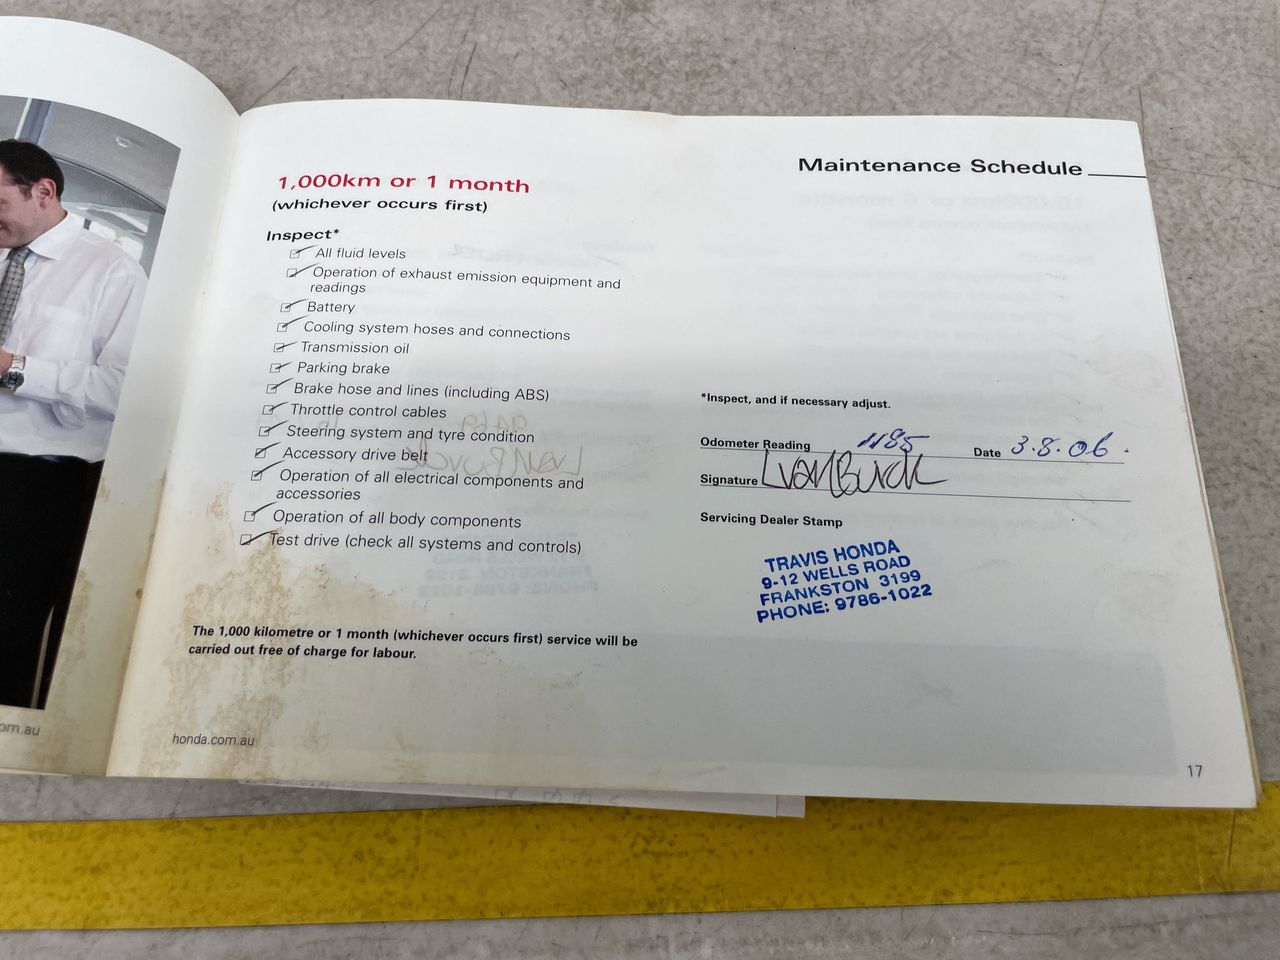 Maintenance Schedule
1,000km or 1 month
(whichever occurs first)
Inspect*
All fluid levels
Operation of exhaust emission equipment and
readings
Battery
Cooling system hoses and connections
Transmission oil
Parking brake
Brake hose and lines (including ABS)
Throttle control cables
Steering system and tyre condition
Accessory drive belt
Operation of all electrical components and
accessories
Operation of all body components
Test drive (check all systems and controls)
The 1,000 kilometre or 1 month (whichever occurs first) service will be
carried out free of charge for labour.
*Inspect, and if necessary adjust.
Odometer Reading 1185 Date 3.8.06.
Signature
Servicing Dealer Stamp
TRAVIS HONDA
9-12 WELLS ROAD
FRANKSTON 3199
PHONE: 9786-1022
om.au
honda.com.au
17